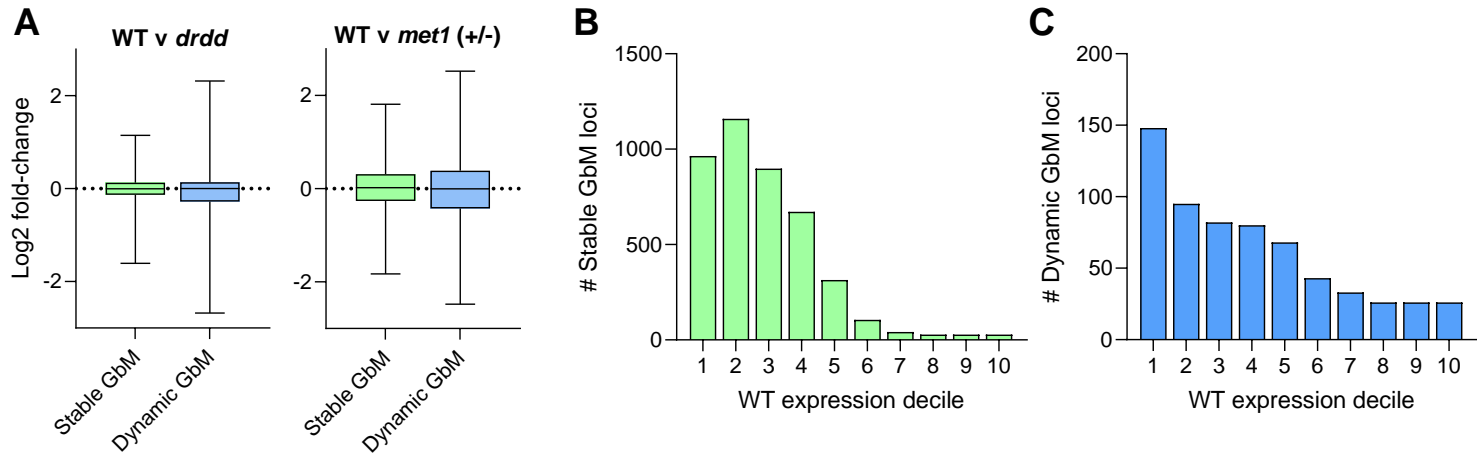 A
WT v drdd
WT v met1 (+/-)
Log2 fold-change
2
0
-2
2
0
-2
Stable GbM
Dynamic GbM
Stable GbM
Dynamic GbM
B
# Stable GbM loci
1500
1000
500
0
1 2 3 4 5 6 7 8 9 10
WT expression decile
C
# Dynamic GbM loci
200
150
100
50
0
1 2 3 4 5 6 7 8 9 10
WT expression decile